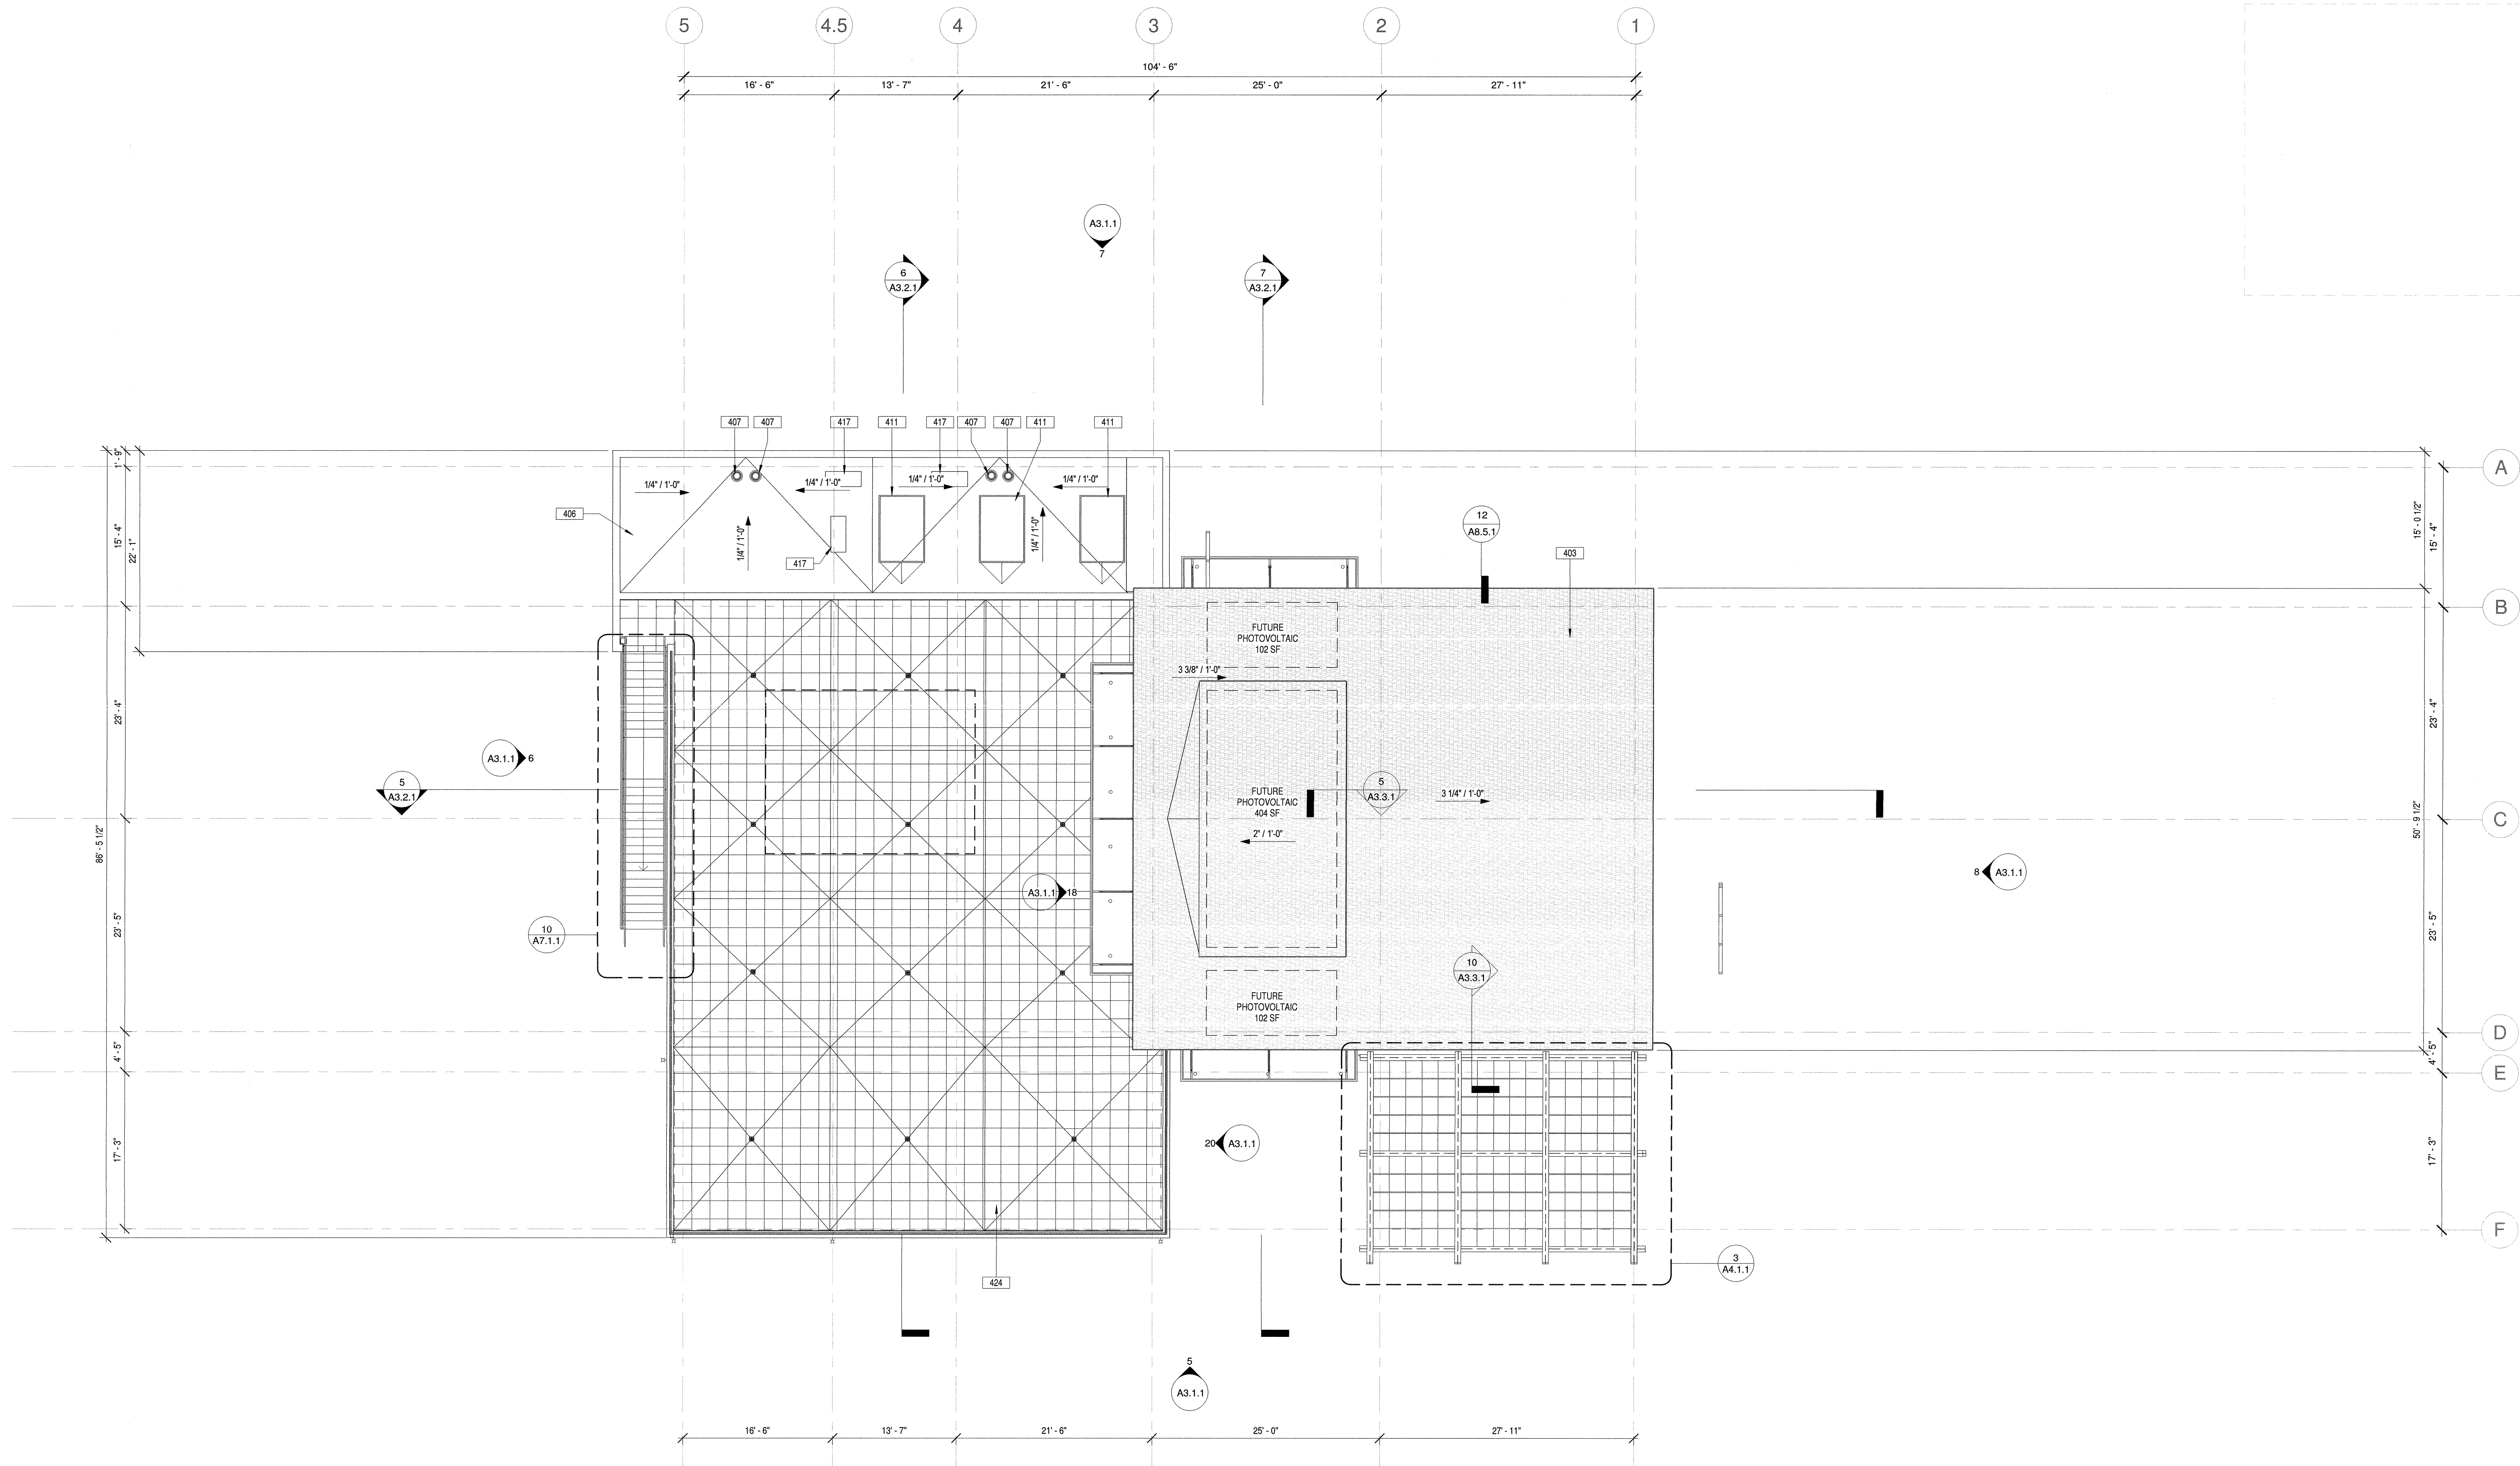 5
4.5
4
3
2
1
104' - 6"
16' - 6"
13' - 7"
21' - 6"
25' - 0"
27' - 11"
A3.1.1
7
6
A3.2.1
7
A3.2.1
407
407
417
411
417
407
407
411
411
1' - 9"
A
1/4" / 1'-0"
1/4" / 1'-0"
1/4" / 1'-0"
1/4" / 1'-0"
406
1/4" / 1'-0"
1/4" / 1'-0"
417
12
A8.5.1
403
15' - 4"
22' - 1"
15' - 0 1/2"
15' - 4"
B
FUTURE
PHOTOVOLTAIC
102 SF
3 3/8" / 1'-0"
23' - 4"
23' - 4"
A3.1.1
6
5
A3.2.1
5
A3.3.1
FUTURE
PHOTOVOLTAIC
404 SF
3 1/4" / 1'-0"
2" / 1'-0"
86' - 5 1/2"
50' - 9 1/2"
C
A3.1.1
18
8
A3.1.1
23' - 5"
23' - 5"
10
A7.1.1
10
A3.3.1
FUTURE
PHOTOVOLTAIC
102 SF
D
4' - 5"
4' - 5"
E
20
A3.1.1
17' - 3"
17' - 3"
F
3
A4.1.1
424
5
A3.1.1
16' - 6"
13' - 7"
21' - 6"
25' - 0"
27' - 11"